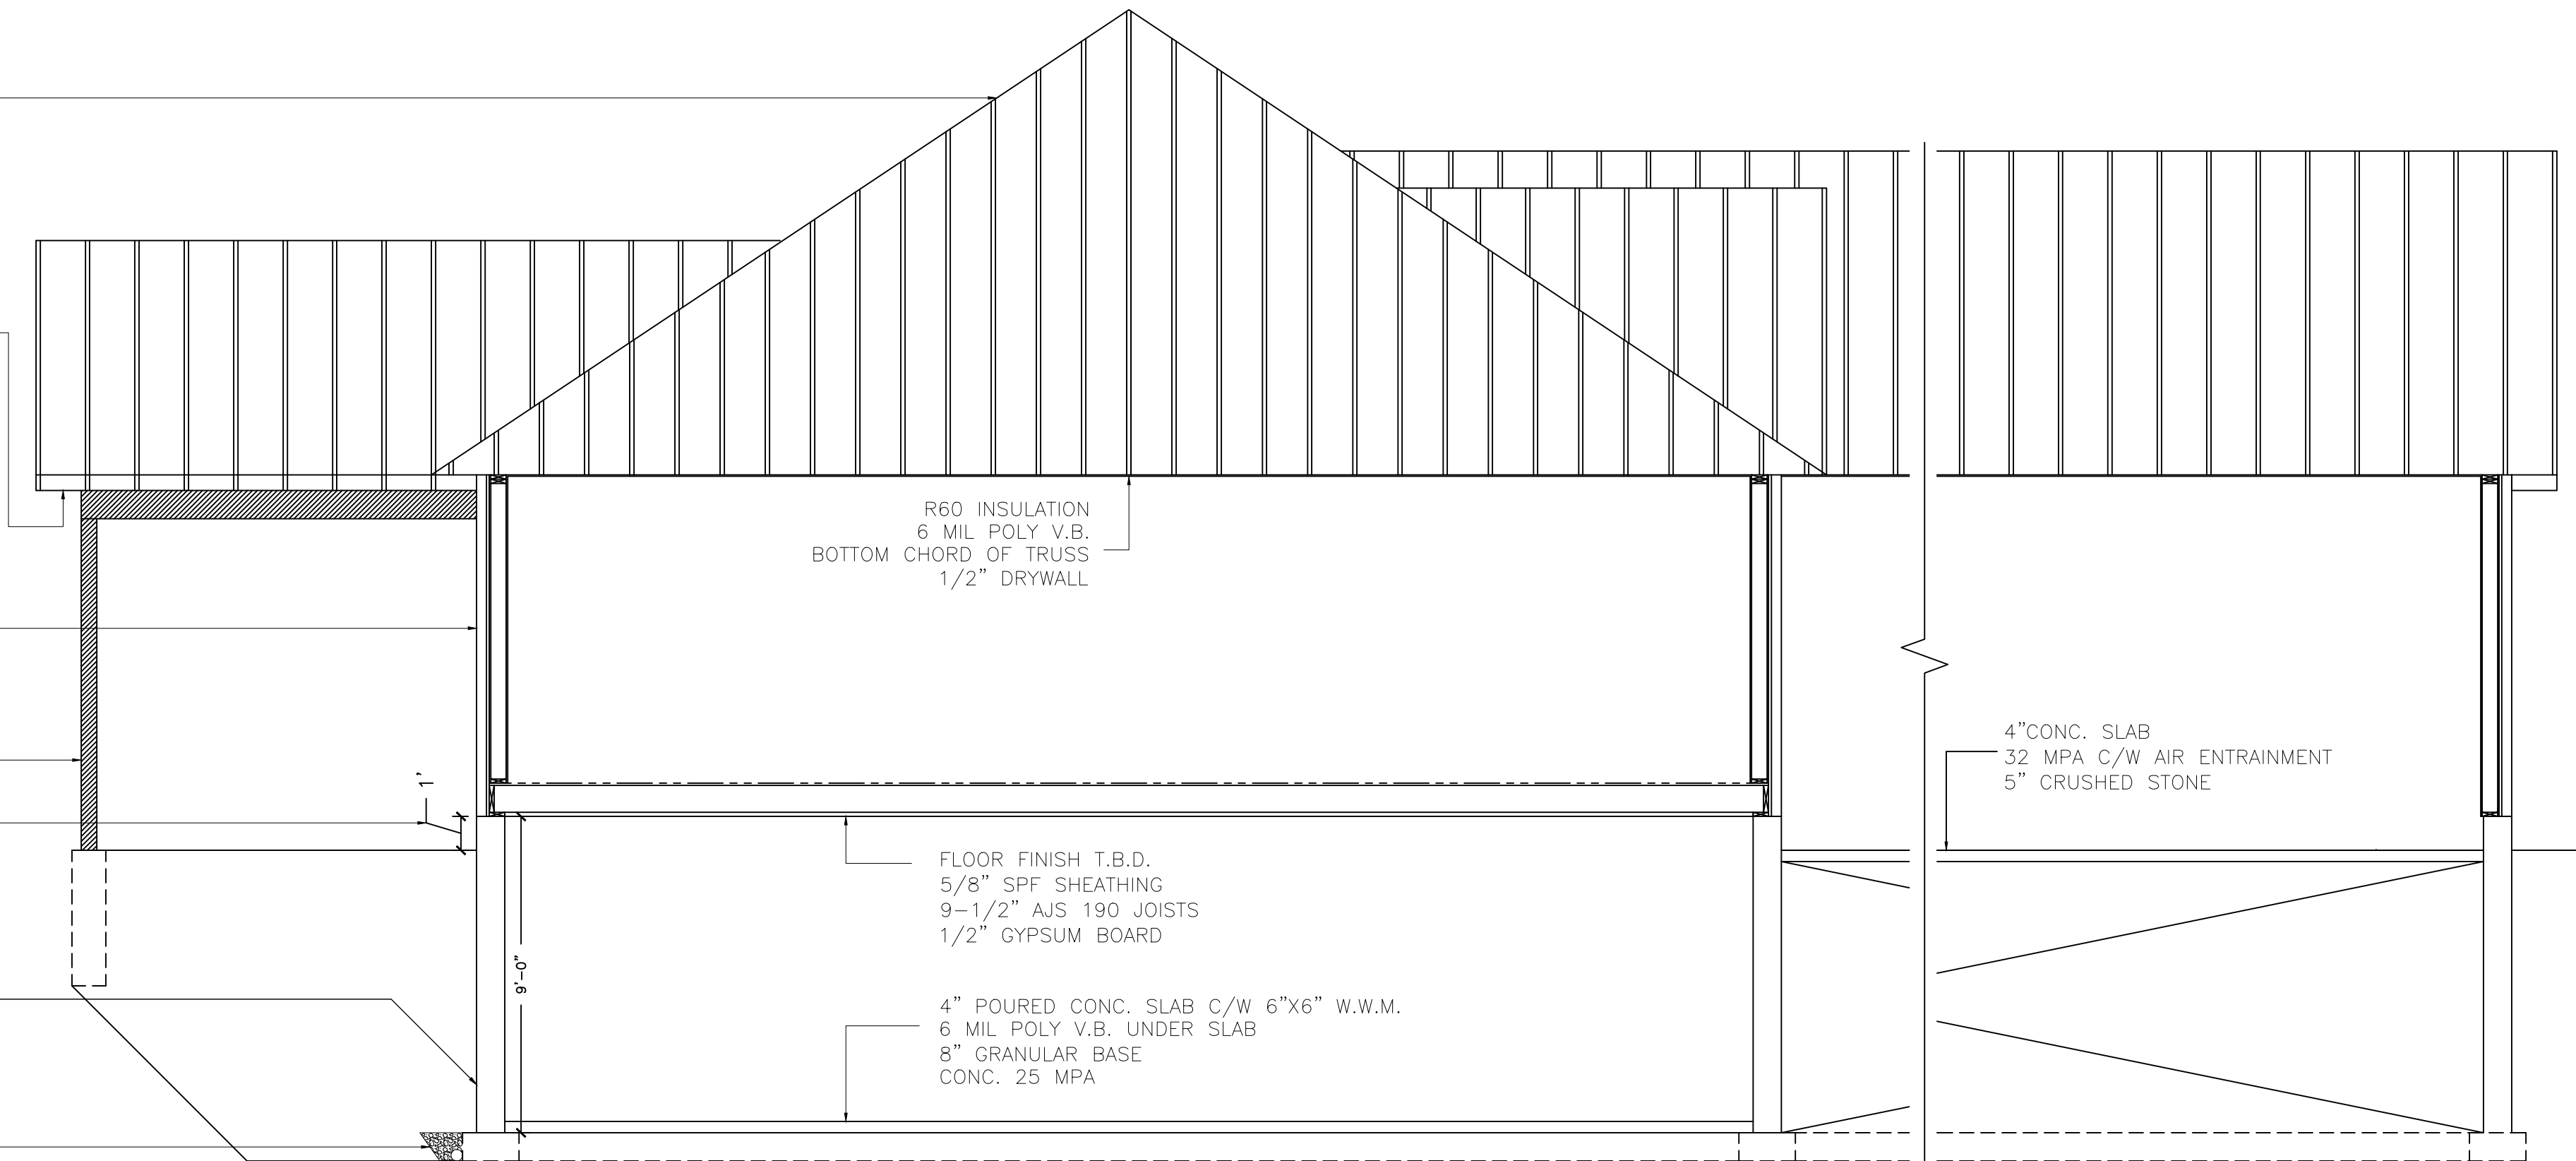 R60 INSULATION
6 MIL POLY V.B.
BOTTOM CHORD OF TRUSS
1/2" DRYWALL
4"CONC. SLAB
32 MPA C/W AIR ENTRAINMENT
5" CRUSHED STONE
1'
FLOOR FINISH T.B.D.
5/8" SPF SHEATHING
9-1/2" AJS 190 JOISTS
1/2" GYPSUM BOARD
9'-0"
4" POURED CONC. SLAB C/W 6"X6" W.W.M.
6 MIL POLY V.B. UNDER SLAB
8" GRANULAR BASE
CONC. 25 MPA